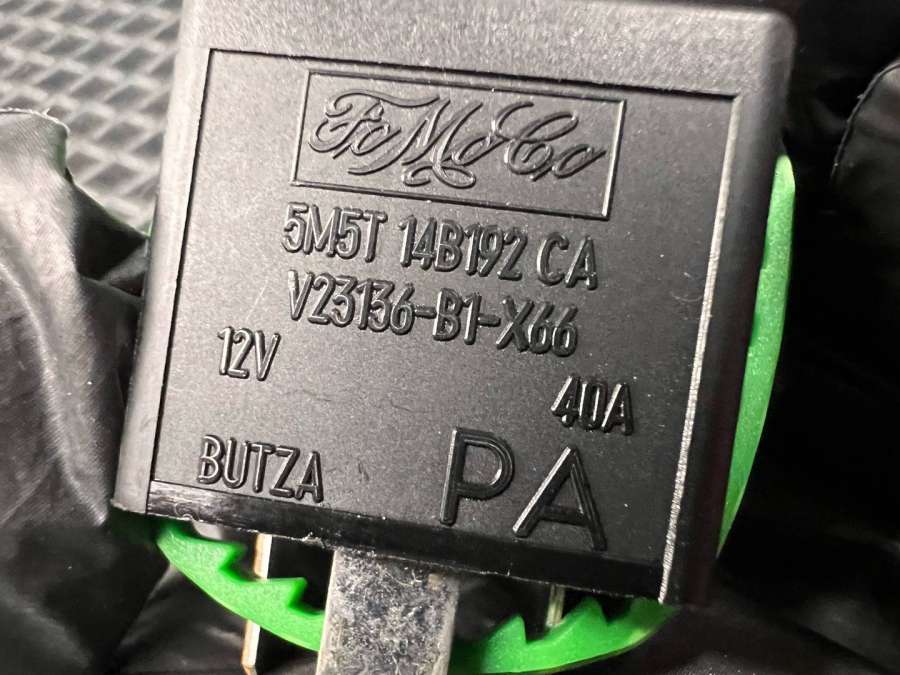 FoMoCo
5M5T 14B192 CA
V23136-B1-X66
12V 40A
BUTZA PA